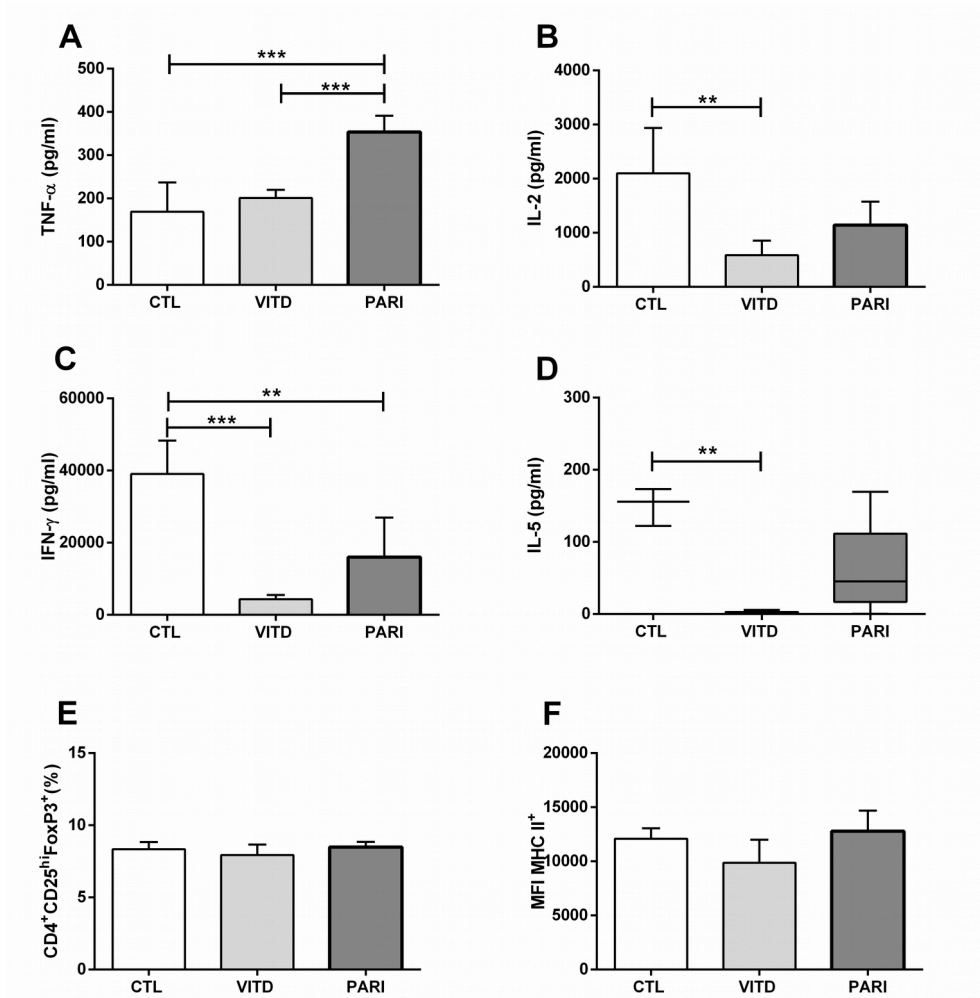 A
TNF-α (pg/ml)
500
400
300
200
100
0
***
***
CTL VITD PARI
B
IL-2 (pg/ml)
4000
3000
2000
1000
0
**
CTL VITD PARI
C
IFN-γ (pg/ml)
60000
40000
20000
0
**
***
CTL VITD PARI
D
IL-5 (pg/ml)
300
200
100
0
**
CTL VITD PARI
E
CD4⁺CD25ʰⁱFoxP3⁺(%)
15
10
5
0
CTL VITD PARI
F
MFI MHC II⁺
20000
15000
10000
5000
0
CTL VITD PARI